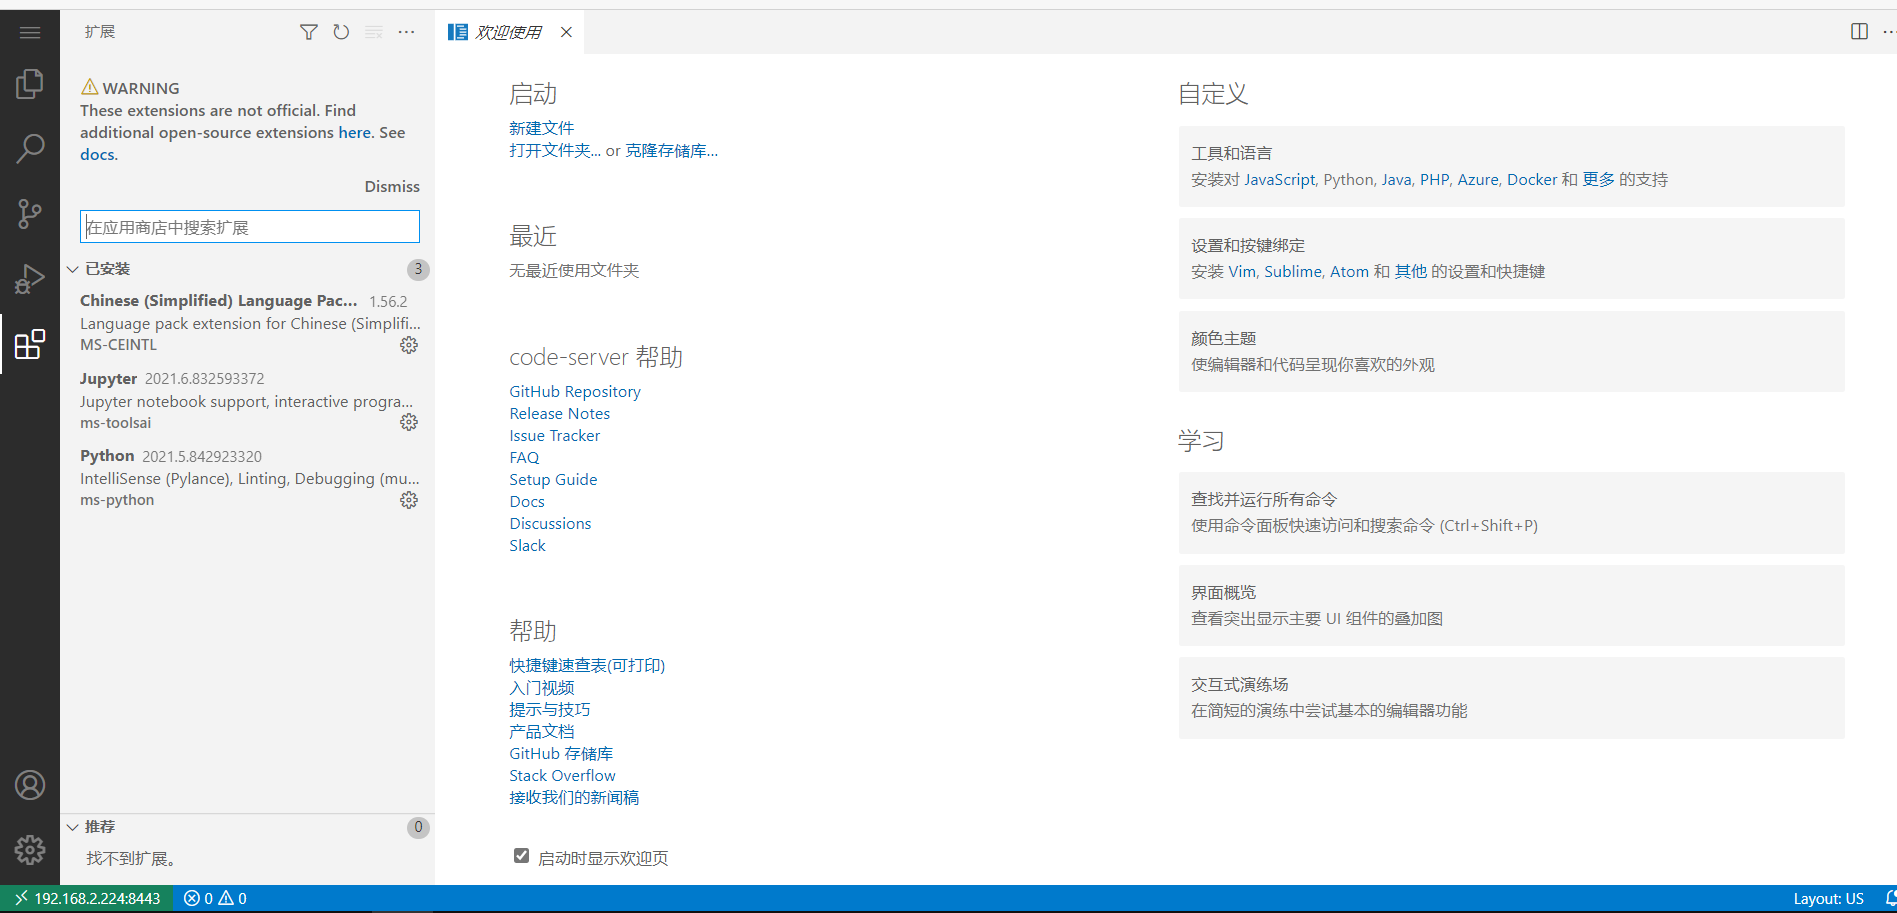 扩展
WARNING
These extensions are not official. Find
additional open-source extensions here. See
docs.
Dismiss
在应用商店中搜索扩展
已安装
3
Chinese (Simplified) Language Pac... 1.56.2
Language pack extension for Chinese (Simplifi...
MS-CEINTL
Jupyter 2021.6.832593372
Jupyter notebook support, interactive progra...
ms-toolsai
Python 2021.5.842923320
IntelliSense (Pylance), Linting, Debugging (mu...
ms-python
推荐
0
找不到扩展。
欢迎使用
启动
新建文件
打开文件夹... or 克隆存储库...
最近
无最近使用文件夹
code-server 帮助
GitHub Repository
Release Notes
Issue Tracker
FAQ
Setup Guide
Docs
Discussions
Slack
帮助
快捷键速查表(可打印)
入门视频
提示与技巧
产品文档
GitHub 存储库
Stack Overflow
接收我们的新闻稿
启动时显示欢迎页
自定义
工具和语言
安装对 JavaScript, Python, Java, PHP, Azure, Docker 和 更多 的支持
设置和按键绑定
安装 Vim, Sublime, Atom 和 其他 的设置和快捷键
颜色主题
使编辑器和代码呈现你喜欢的外观
学习
查找并运行所有命令
使用命令面板快速访问和搜索命令 (Ctrl+Shift+P)
界面概览
查看突出显示主要 UI 组件的叠加图
交互式演练场
在简短的演练中尝试基本的编辑器功能
192.168.2.224:8443
0
0
Layout: US